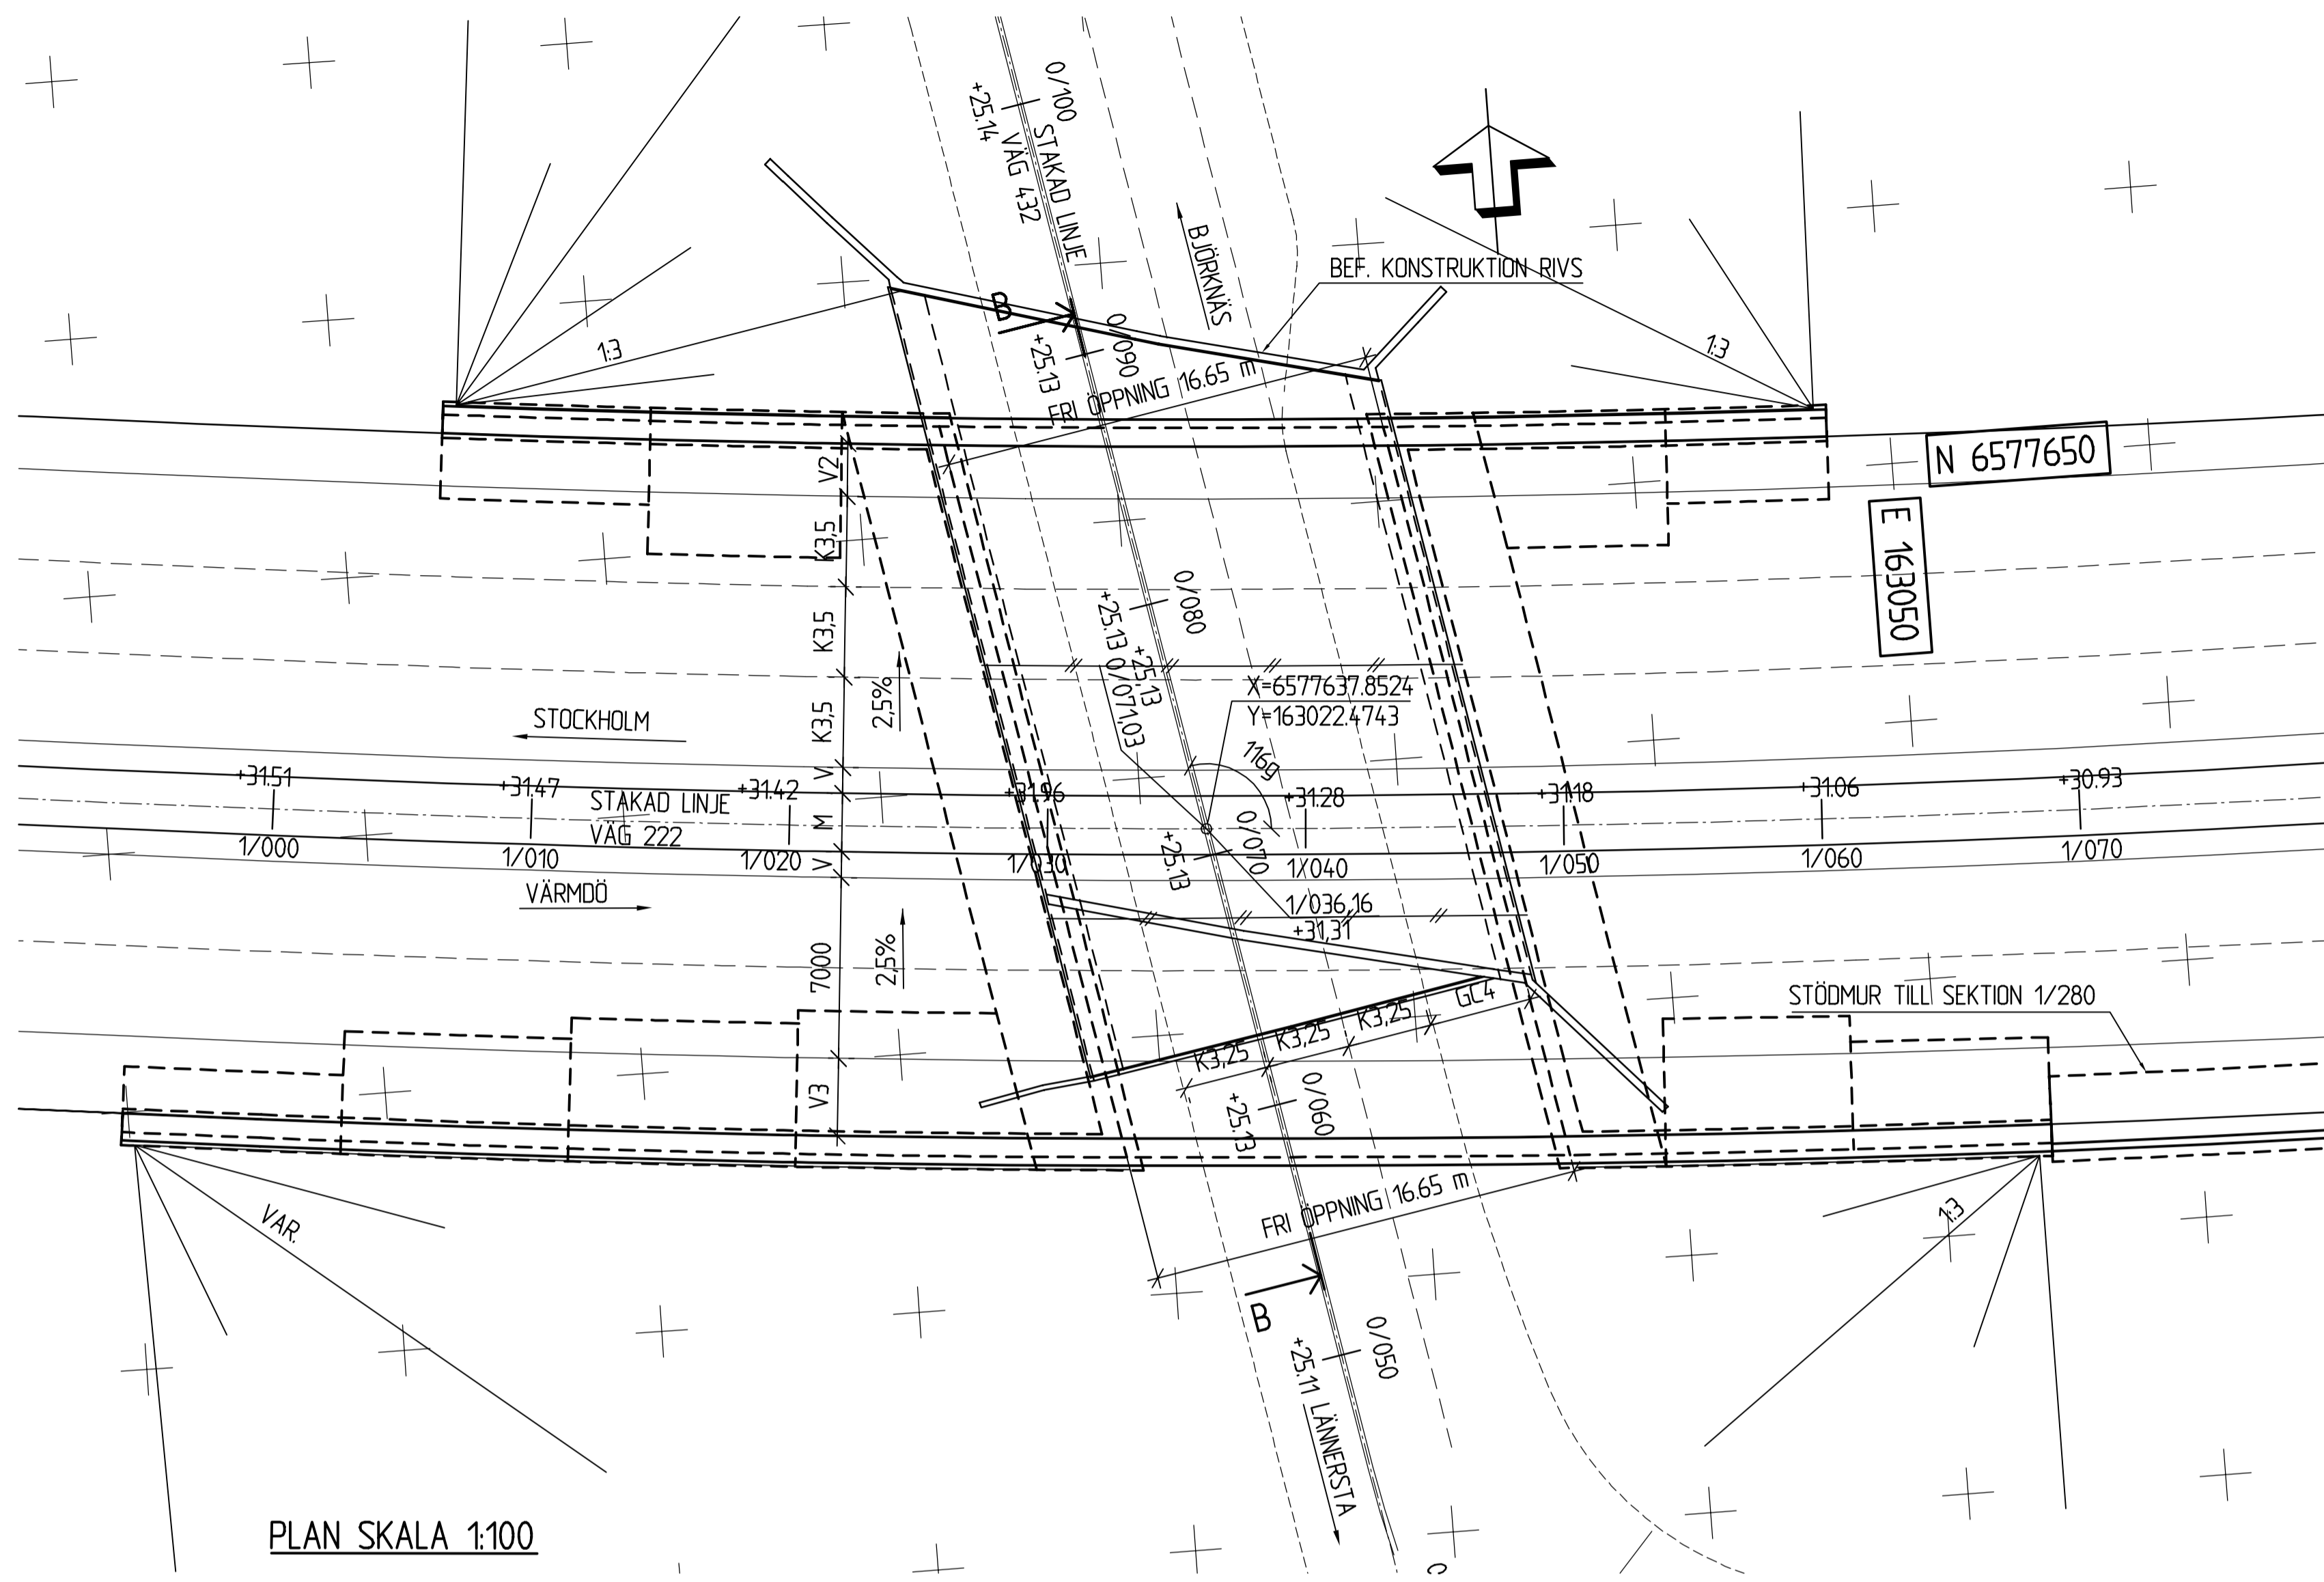 0/100
+25.14
STAKAD LINJE
VÄG 432
BJÖRKNÄS
BEF. KONSTRUKTION RIVS
B
0/090
+25.13
1:3
1:3
FRI ÖPPNING 16.65 m
N 6577650
E 163050
V2
K3,5
K3,5
K3,5
V
M
V
7000
V3
2,5%
2,5%
0/080
+25.13
+25,13
0/071,03
X=6577637.8524
Y=163022.4743
116g
STOCKHOLM
+31.51
+31.47
+31.42
+31.28
+31.18
+31.06
+30.93
STAKAD LINJE
VÄG 222
1/000
1/010
1/020
1/030
1/040
1/050
1/060
1/070
0/070
+25.13
VÄRMDÖ
1/036,16
+31,31
GC4
K3,25
K3,25
K3,25
STÖDMUR TILL SEKTION 1/280
0/060
+25.13
FRI ÖPPNING 16.65 m
VAR.
1:3
B
0/050
+25.11
LÄNNERSTA
PLAN SKALA 1:100